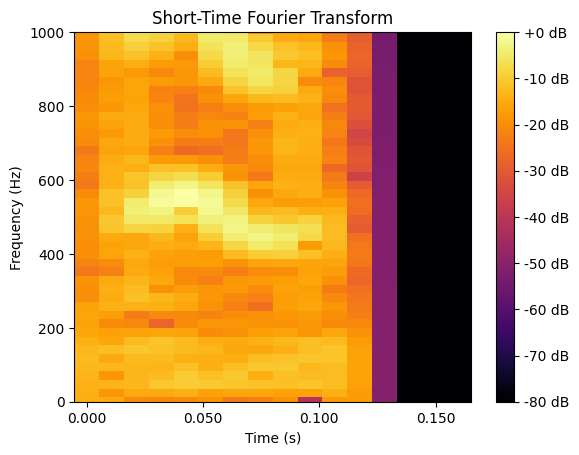 Short-Time Fourier Transform
1000
800
600
400
200
0
Frequency (Hz)
0.000
0.050
0.100
0.150
Time (s)
+0 dB
-10 dB
-20 dB
-30 dB
-40 dB
-50 dB
-60 dB
-70 dB
-80 dB